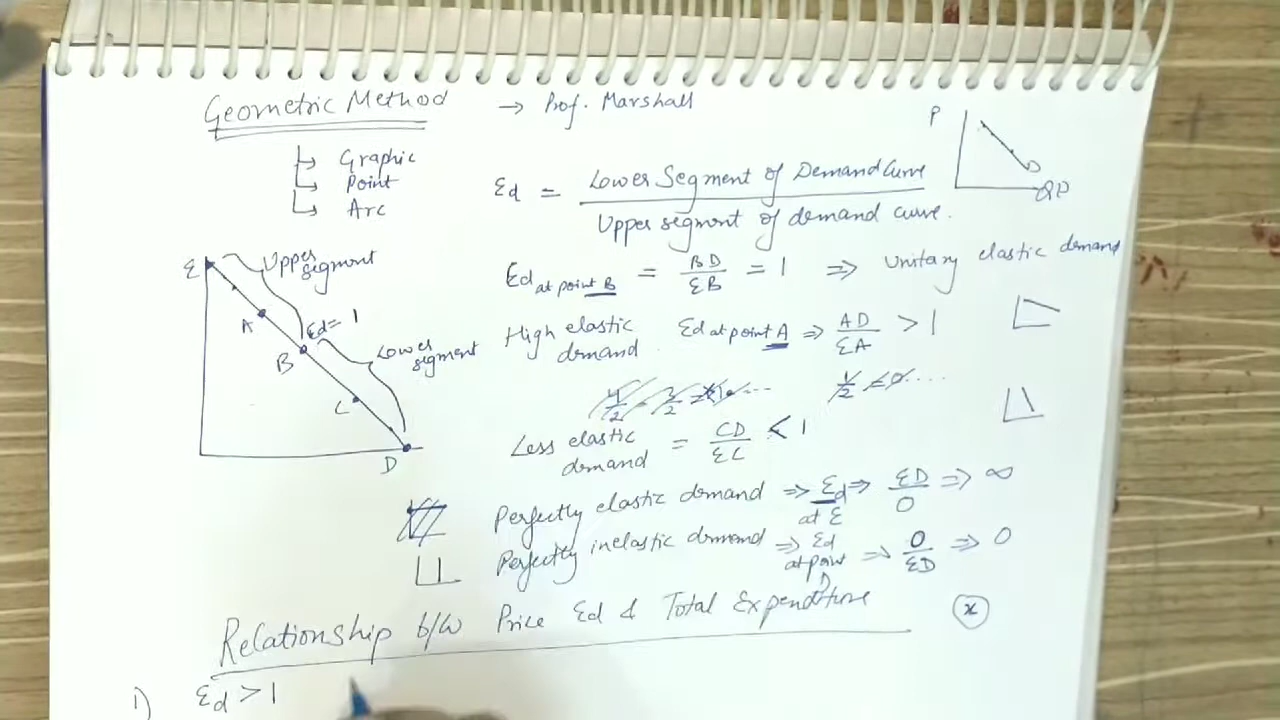 Geometric Method → Prof. Marshall
↳ Graphic
↳ Point
↳ Arc
P
D
QD
Ed = Lower Segment of Demand Curve / Upper segment of demand curve.
E
Upper segment
A
Ed = 1
B
Lower segment
C
D
Ed at point B = BD / EB = 1 ⇒ Unitary elastic demand
High elastic demand Ed at point A ⇒ AD / EA > 1
Less elastic demand = CD / EC < 1
Perfectly elastic demand ⇒ Ed at E ⇒ ED / 0 ⇒ ∞
Perfectly inelastic demand ⇒ Ed at point D ⇒ 0 / ED ⇒ 0
Relationship b/w Price Ed & Total Expenditure
x
1) Ed > 1